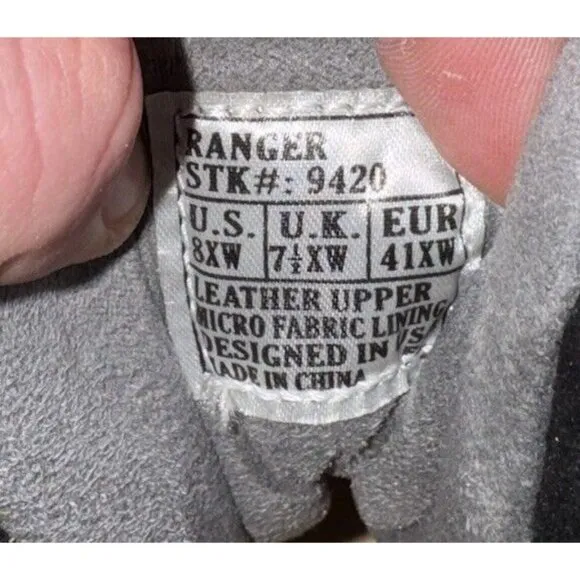 RANGER
STK#: 9420
U.S. U.K. EUR
8XW 7½XW 41XW
LEATHER UPPER
MICRO FABRIC LINING
DESIGNED IN USA
MADE IN CHINA